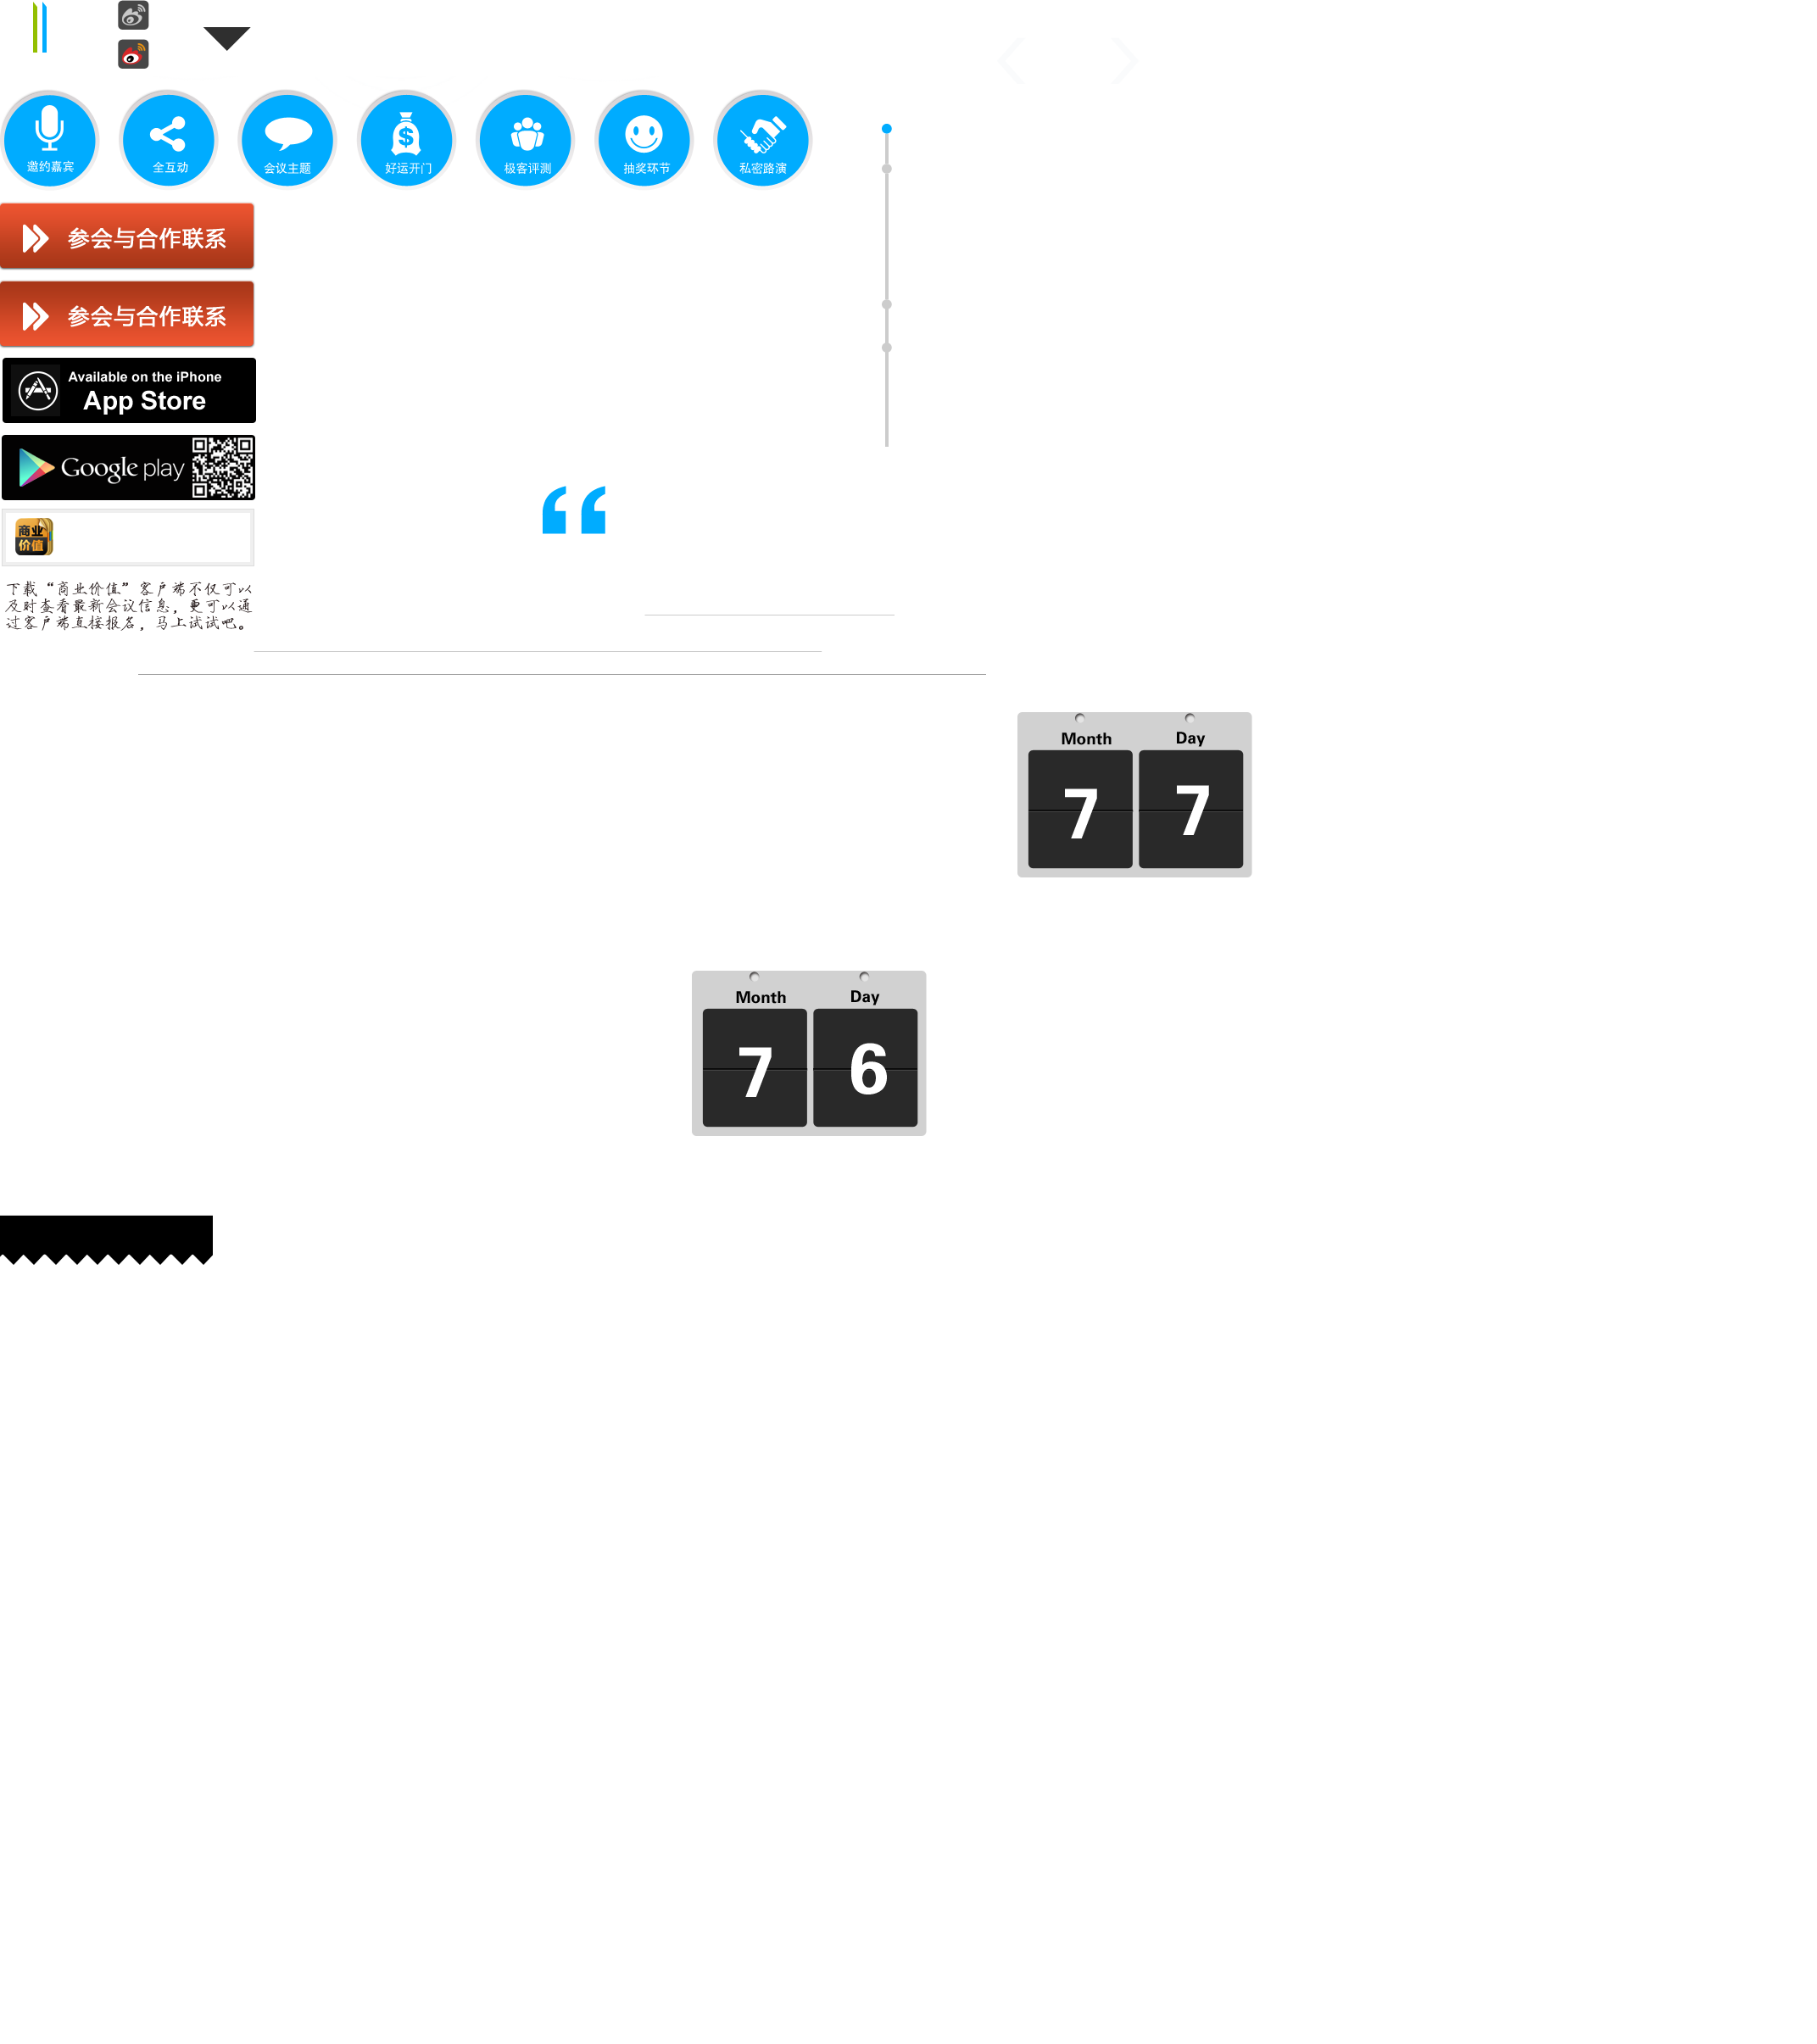 邀约嘉宾
全互动
会议主题
好运开门
极客评测
抽奖环节
私密路演
参会与合作联系
参会与合作联系
Available on the iPhone
App Store
Google play
商业
价值
下载“商业价值”客户端不仅可以
及时查看最新会议信息，更可以通
过客户端直接报名，马上试试吧。
Month Day
7 7
Month Day
7 6